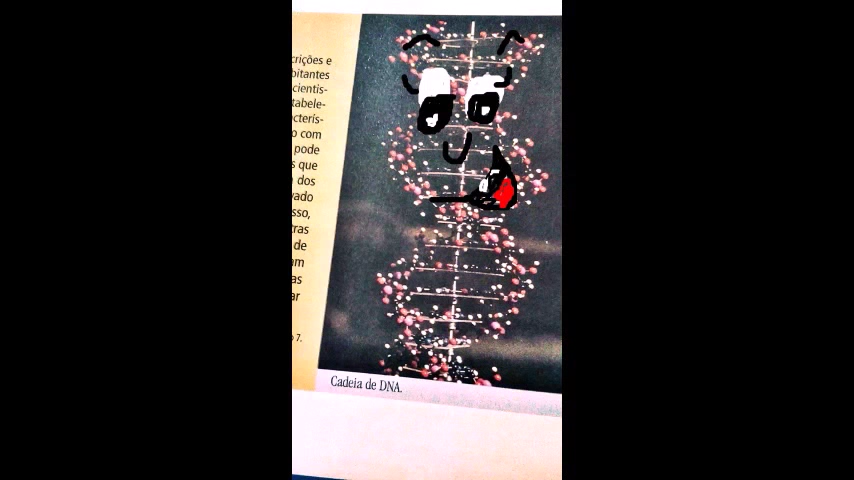 crições e
bitantes
cientis-
tabele-
acterís-
o com
pode
s que
dos
vado
sso,
tras
de
am
as
ar
o 7.
Cadeia de DNA.